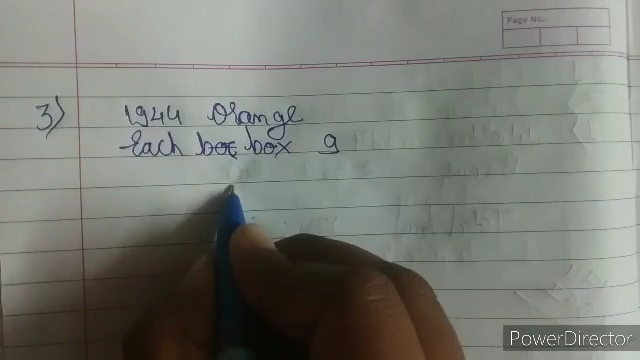 Page No.:
3) 1944 Orange
Each box box 9
PowerDirector